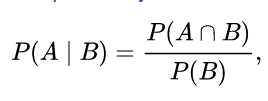 P(A | B) = P(A ∩ B) / P(B),